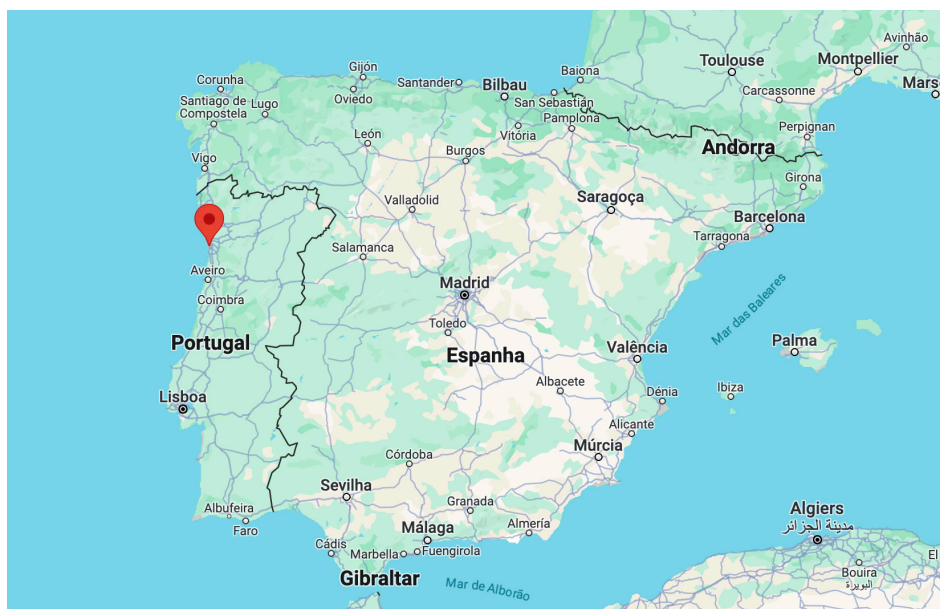 Avinhão
Gijón
Toulouse
Montpellier
Corunha
Santander
Bilbau
Baiona
Mars
Oviedo
San Sebastián
Carcassonne
Santiago de
Compostela
Lugo
León
Vitória
Pamplona
Perpignan
Vigo
Burgos
Andorra
Girona
Valladolid
Saragoça
Barcelona
Tarragona
Salamanca
Aveiro
Madrid
Coimbra
Mar das Baleares
Toledo
Portugal
Espanha
Valência
Palma
Albacete
Ibiza
Lisboa
Dénia
Alicante
Múrcia
Córdoba
Sevilha
Granada
Albufeira
Faro
Málaga
Almería
Algiers
مدينة الجزائر
Cádis
Marbella
Fuengirola
El
Gibraltar
Mar de Alborão
Bouira
البويرة